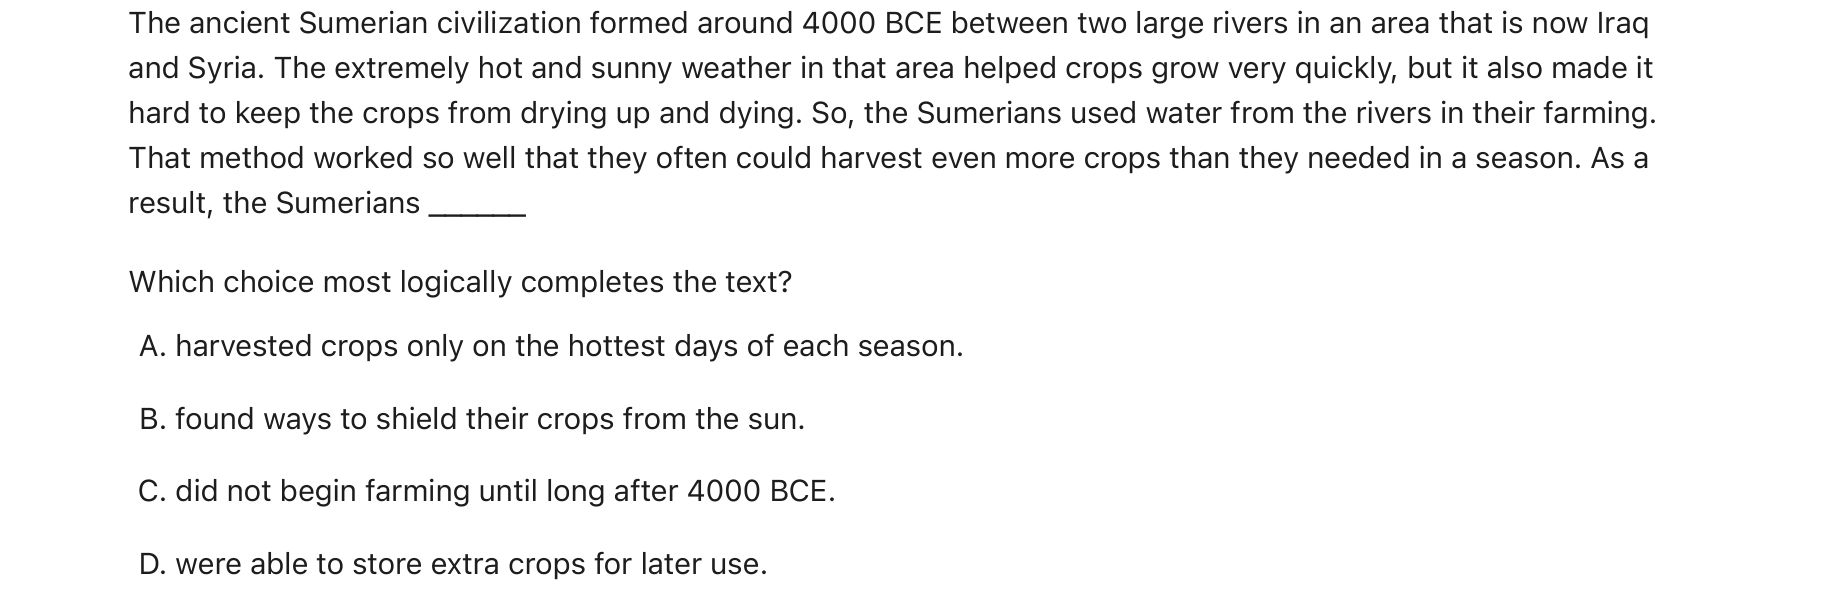 The ancient Sumerian civilization formed around 4000 BCE between two large rivers in an area that is now Iraq
and Syria. The extremely hot and sunny weather in that area helped crops grow very quickly, but it also made it
hard to keep the crops from drying up and dying. So, the Sumerians used water from the rivers in their farming.
That method worked so well that they often could harvest even more crops than they needed in a season. As a
result, the Sumerians ______
Which choice most logically completes the text?
A. harvested crops only on the hottest days of each season.
B. found ways to shield their crops from the sun.
C. did not begin farming until long after 4000 BCE.
D. were able to store extra crops for later use.